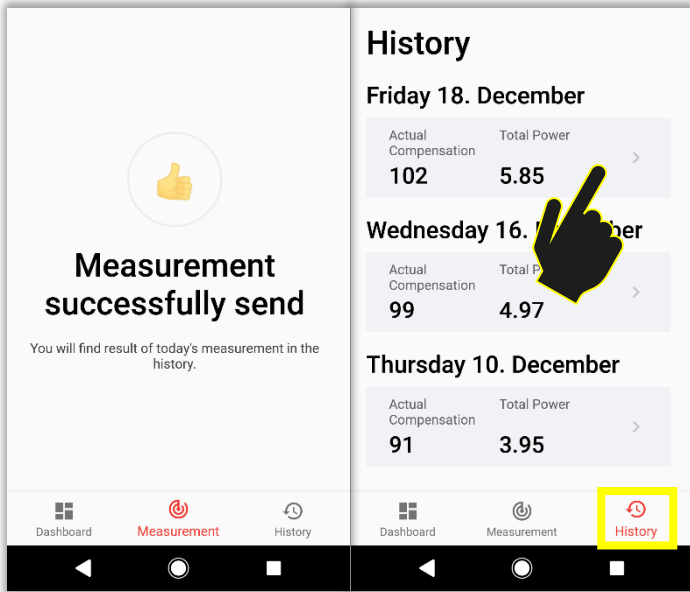 Measurement
successfully send
You will find result of today's measurement in the
history.
Dashboard
Measurement
History
History
Friday 18. December
Actual
Compensation
Total Power
102
5.85
Wednesday 16.
Actual
Compensation
Total
99
4.97
Thursday 10. December
Actual
Compensation
Total Power
91
3.95
Dashboard
Measurement
History